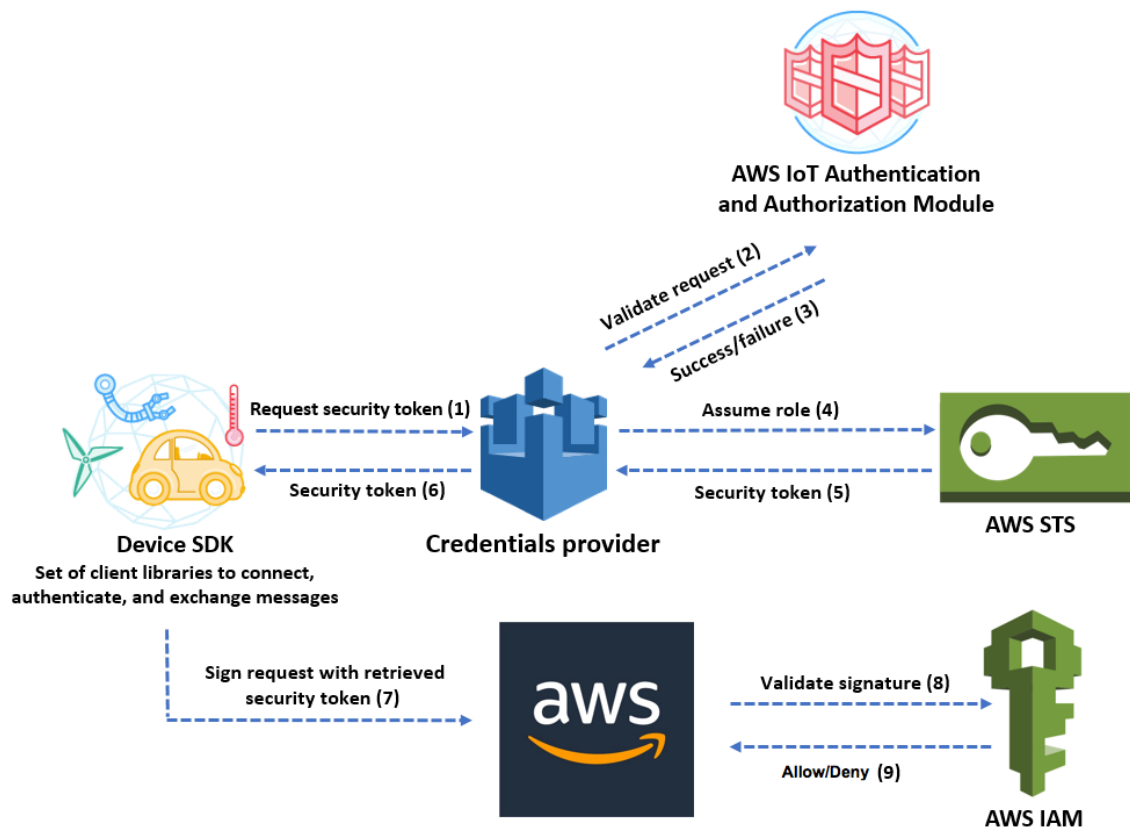 AWS IoT Authentication
and Authorization Module
Validate request (2)
Success/failure (3)
Request security token (1)
Assume role (4)
Security token (6)
Security token (5)
Device SDK
Set of client libraries to connect,
authenticate, and exchange messages
Credentials provider
AWS STS
Sign request with retrieved
security token (7)
aws
Validate signature (8)
Allow/Deny (9)
AWS IAM